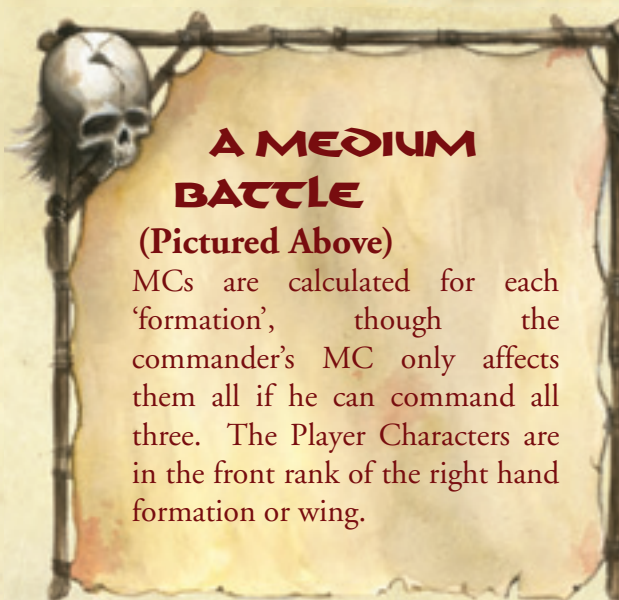 A MEDIUM
BATTLE
(Pictured Above)
MCs are calculated for each
‘formation’, though the
commander’s MC only affects
them all if he can command all
three. The Player Characters are
in the front rank of the right hand
formation or wing.